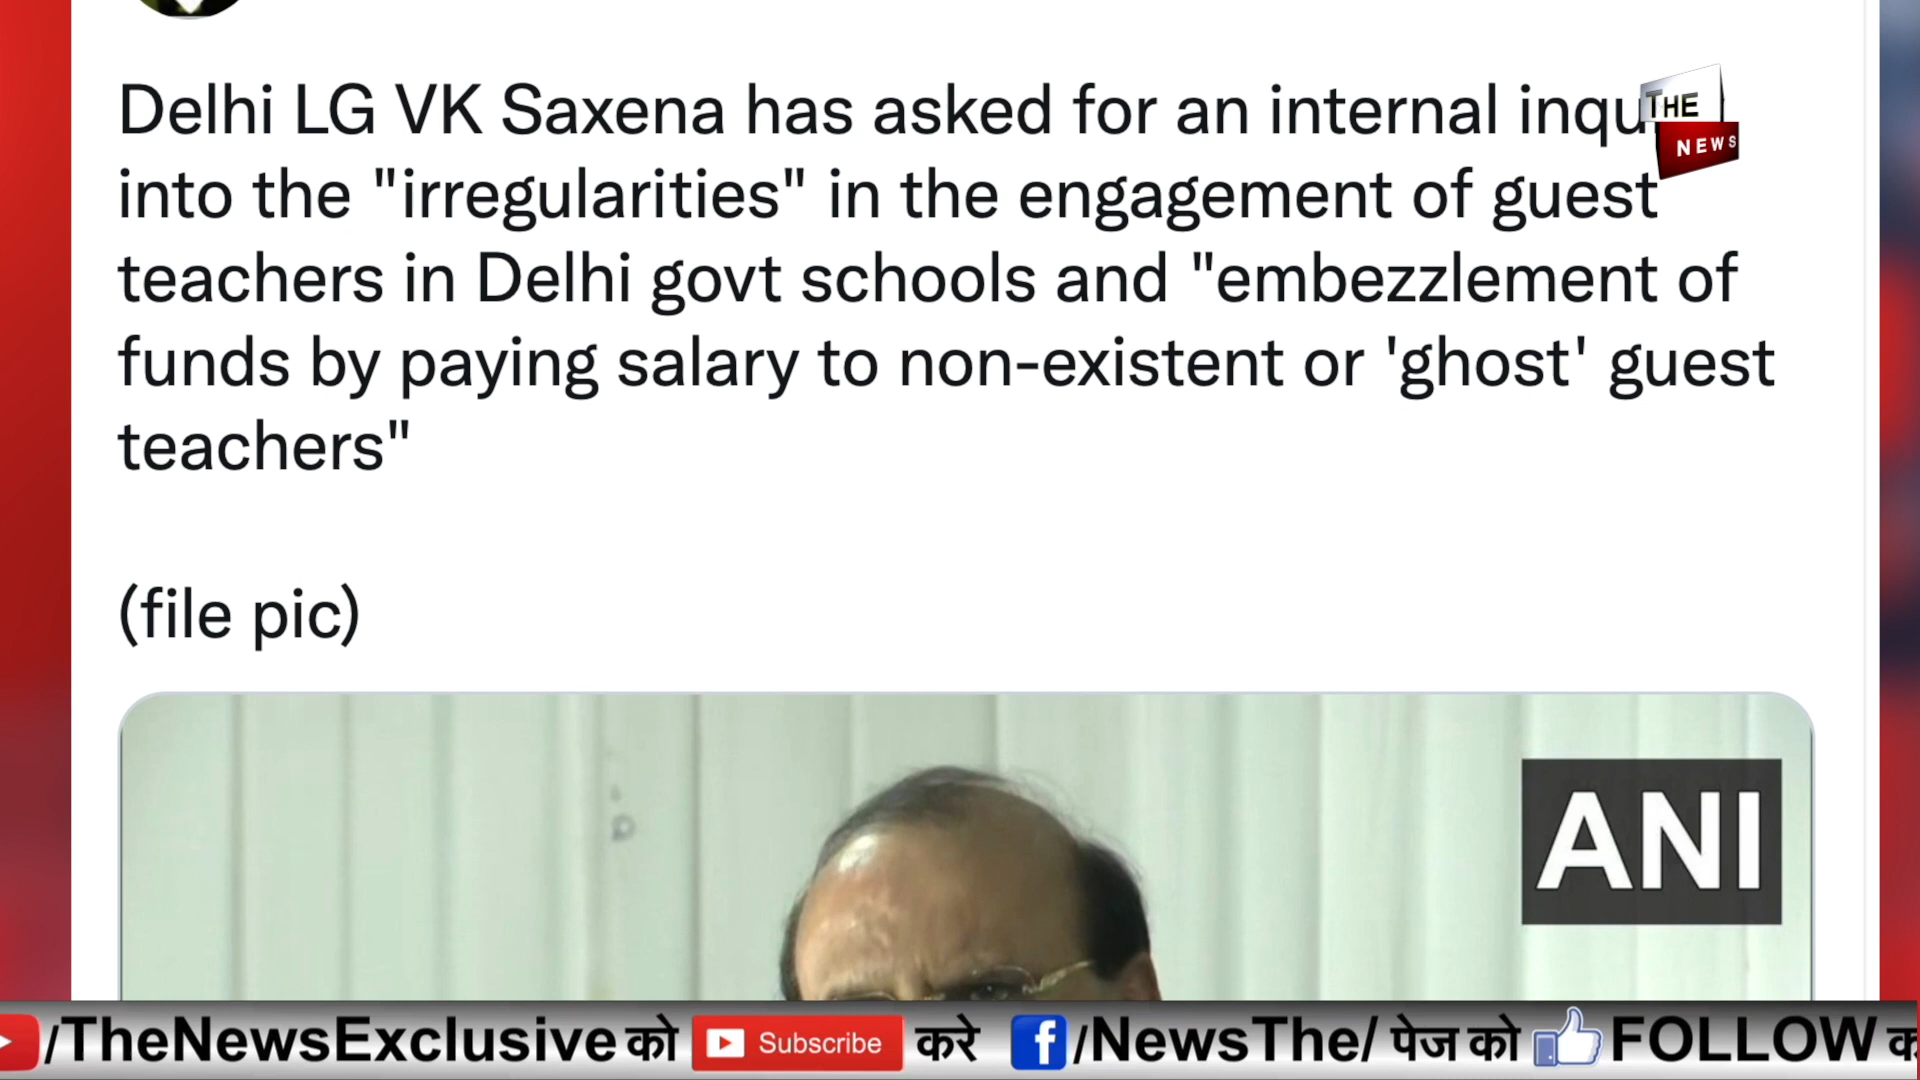 Delhi LG VK Saxena has asked for an internal
THE
NEWS
into the "irregularities" in the engagement of guest
teachers in Delhi govt schools and "embezzlement of
funds by paying salary to non-existent or 'ghost' guest
teachers"
(file pic)
ANI
/TheNewsExclusive को Subscribe करे /NewsThe/ पेज को FOLLOW